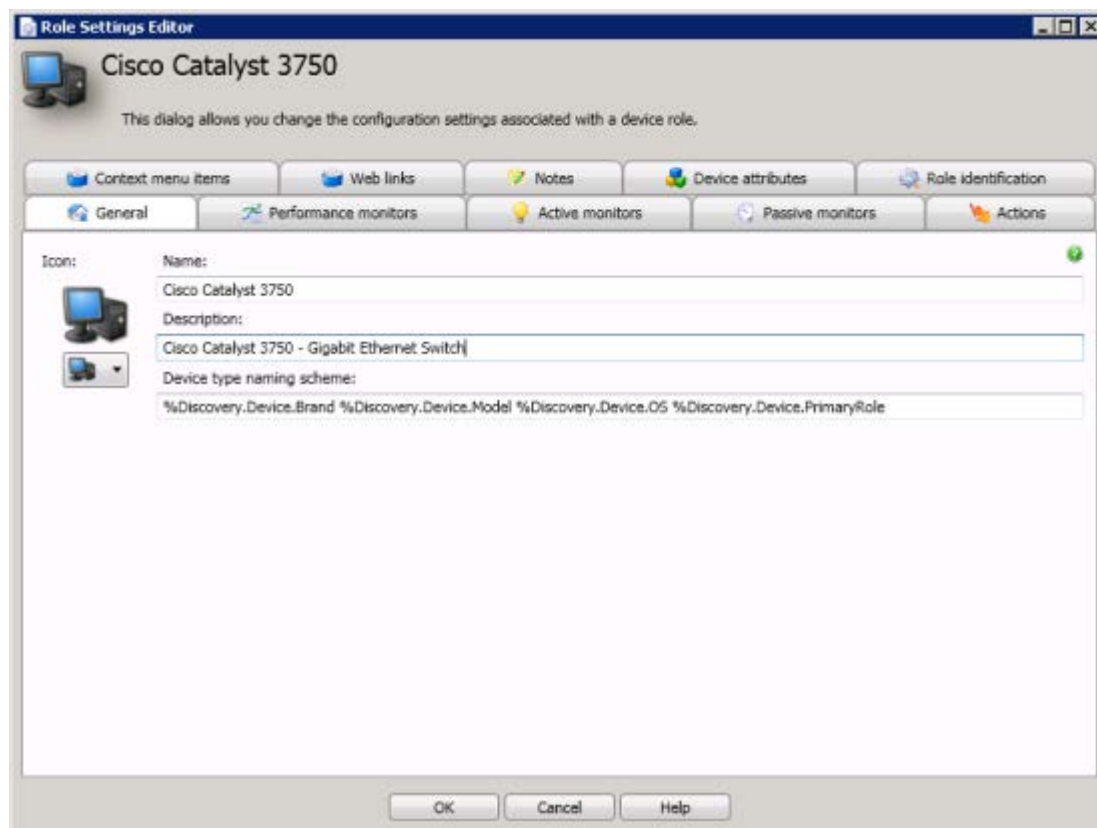 Role Settings Editor
Cisco Catalyst 3750
This dialog allows you change the configuration settings associated with a device role.
Context menu items Web links Notes Device attributes Role identification
General Performance monitors Active monitors Passive monitors Actions
Icon: Name:
Cisco Catalyst 3750
Description:
Cisco Catalyst 3750 - Gigabit Ethernet Switch
Device type naming scheme:
%Discovery.Device.Brand %Discovery.Device.Model %Discovery.Device.OS %Discovery.Device.PrimaryRole
OK Cancel Help